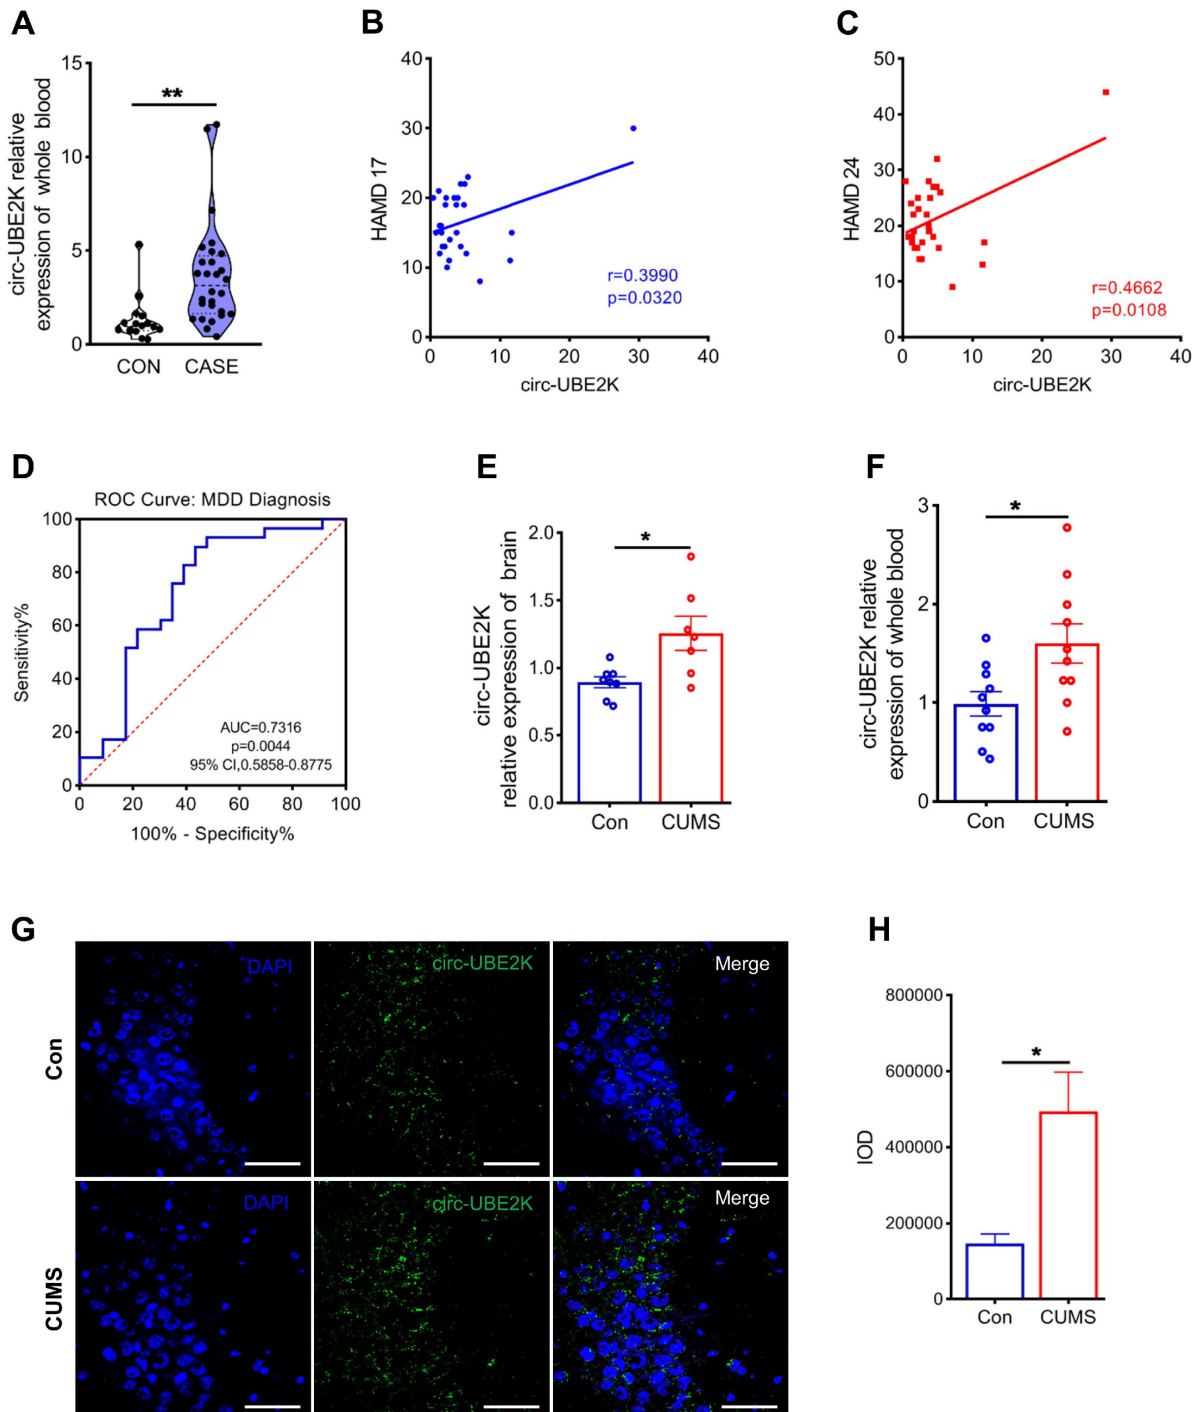 A
circ-UBE2K relative
expression of whole blood
15
10
5
0
**
CON
CASE
B
HAMD 17
40
30
20
10
0
r=0.3990
p=0.0320
0
10
20
30
40
circ-UBE2K
C
HAMD 24
50
40
30
20
10
0
r=0.4662
p=0.0108
0
10
20
30
40
circ-UBE2K
D
ROC Curve: MDD Diagnosis
Sensitivity%
100
80
60
40
20
0
AUC=0.7316
p=0.0044
95% CI,0.5858-0.8775
0
20
40
60
80
100
100% - Specificity%
E
circ-UBE2K
relative expression of brain
2.0
1.5
1.0
0.5
0.0
*
Con
CUMS
F
circ-UBE2K relative
expression of whole blood
3
2
1
0
*
Con
CUMS
G
Con
DAPI
circ-UBE2K
Merge
CUMS
DAPI
circ-UBE2K
Merge
H
IOD
800000
600000
400000
200000
0
*
Con
CUMS